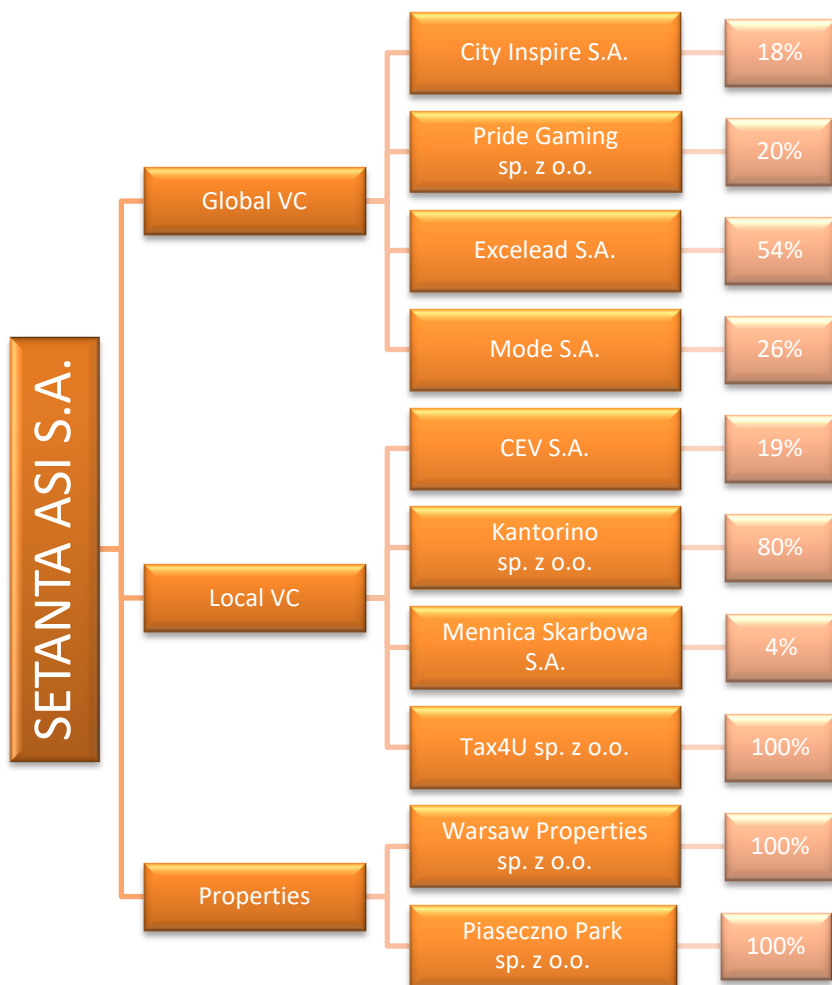 SETANTA ASI S.A.
Global VC
City Inspire S.A.
18%
Pride Gaming
sp. z o.o.
20%
Excelead S.A.
54%
Mode S.A.
26%
Local VC
CEV S.A.
19%
Kantorino
sp. z o.o.
80%
Mennica Skarbowa
S.A.
4%
Tax4U sp. z o.o.
100%
Properties
Warsaw Properties
sp. z o.o.
100%
Piaseczno Park
sp. z o.o.
100%